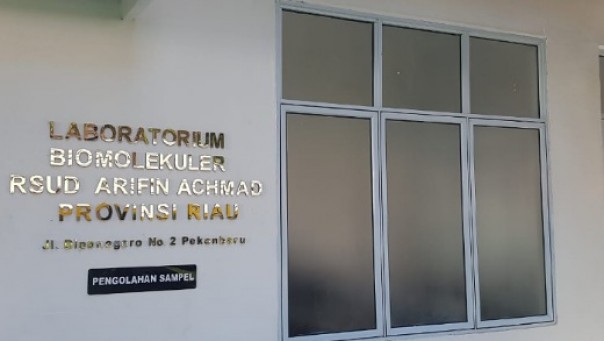 LABORATORIUM
BIOMOLEKULER
RSUD ARIFIN ACHMAD
PROVINSI RIAU
Jl. Diponegoro No. 2 Pekanbaru
PENGOLAHAN SAMPEL